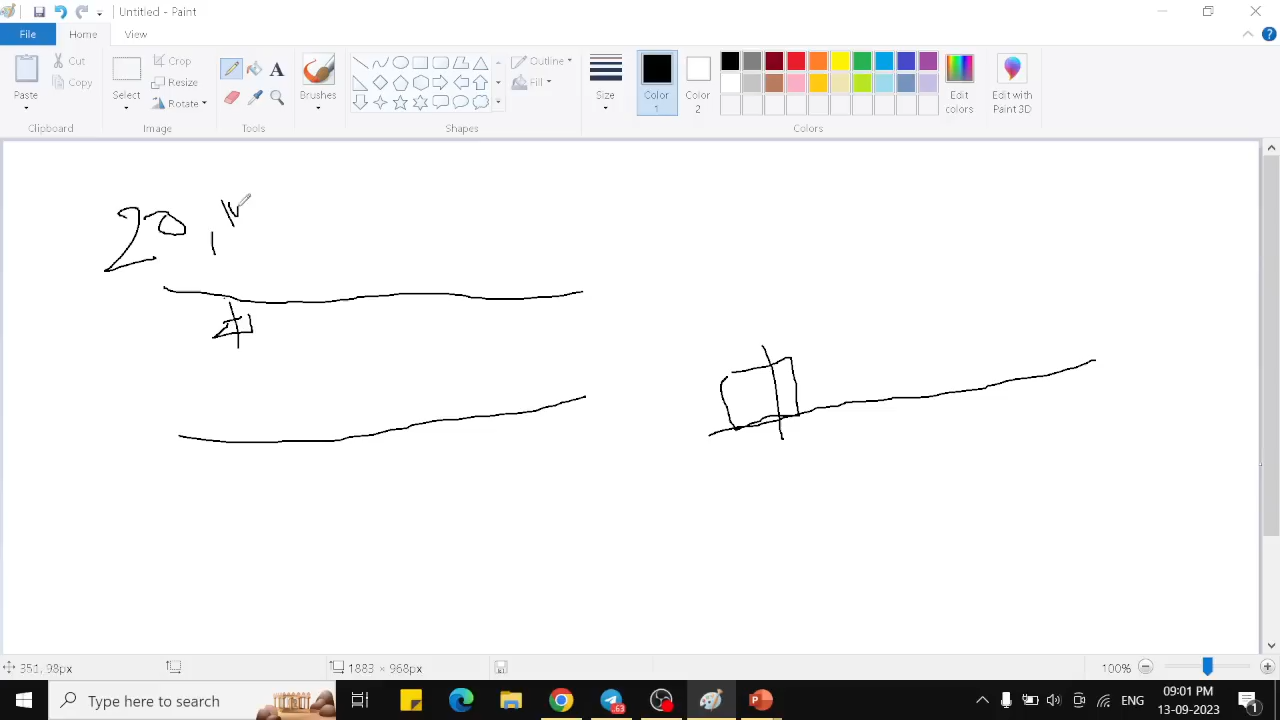 Untitled - Paint
File
Home
View
Paste
Cut
Copy
Clipboard
Select
Crop
Resize
Rotate
Image
Tools
Brushes
Outline
Fill
Shapes
Size
Color
1
Color
2
Edit
colors
Colors
Edit with
Paint 3D
20
351, 98px
1883 × 968px
100%
Type here to search
63
ENG
09:01 PM
13-09-2023
1